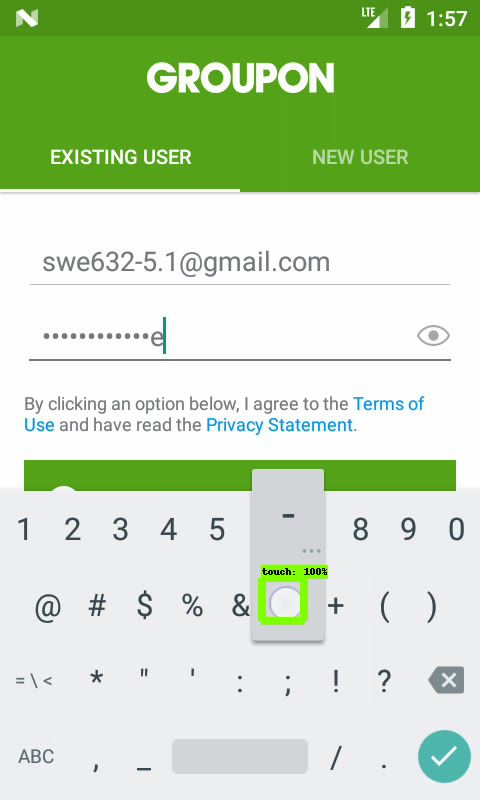 LTE 1:57
GROUPON
EXISTING USER NEW USER
swe632-5.1@gmail.com
••••••••••••e
By clicking an option below, I agree to the Terms of
Use and have read the Privacy Statement.
1 2 3 4 5 - 8 9 0
touch: 100%
@ # $ % & + ( )
= \ < * " ' : ; ! ?
ABC , _ / .